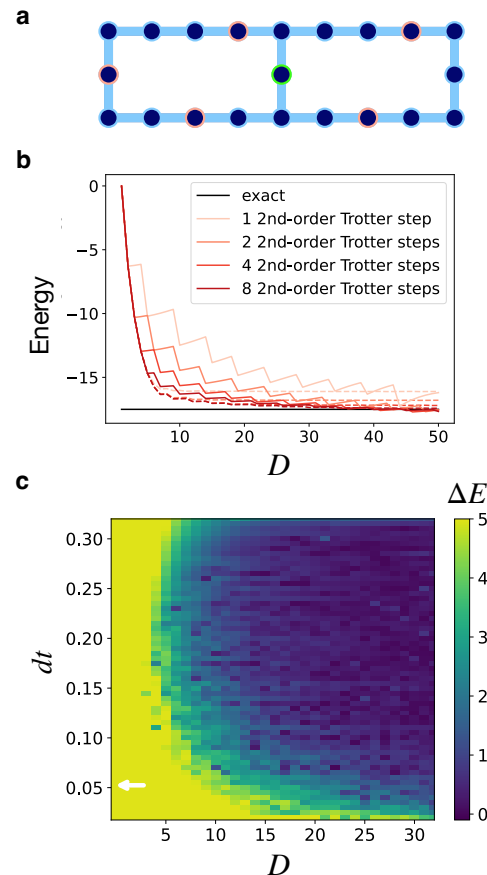 a
b
0
−5
−10
−15
Energy
exact
1 2nd-order Trotter step
2 2nd-order Trotter steps
4 2nd-order Trotter steps
8 2nd-order Trotter steps
10
20
30
40
50
D
c
ΔE
0.30
0.25
0.20
0.15
0.10
0.05
dt
5
10
15
20
25
30
D
5
4
3
2
1
0